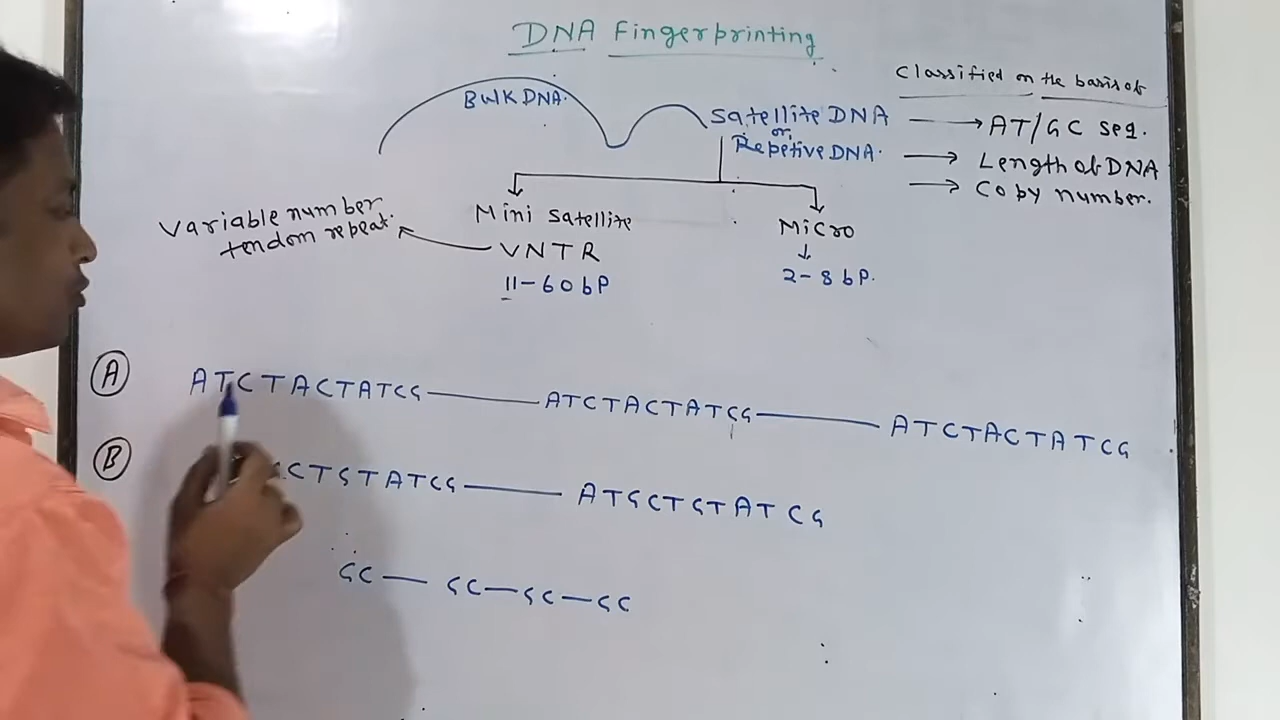 DNA Fingerprinting
Classified on the basis of
BulK DNA.
Satellite DNA → AT/GC seq.
or
Repetive DNA. → Length of DNA
→ Copy number.
Variable number
tendom repeat.
Mini Satellite
VNTR
11-60 bP
Micro
2-8 bP.
A ATCTACTATCG — ATCTACTATCG — ATCTACTATCG
B CTGTATCG — ATGCTGTATCG
GC — GC — GC — GC